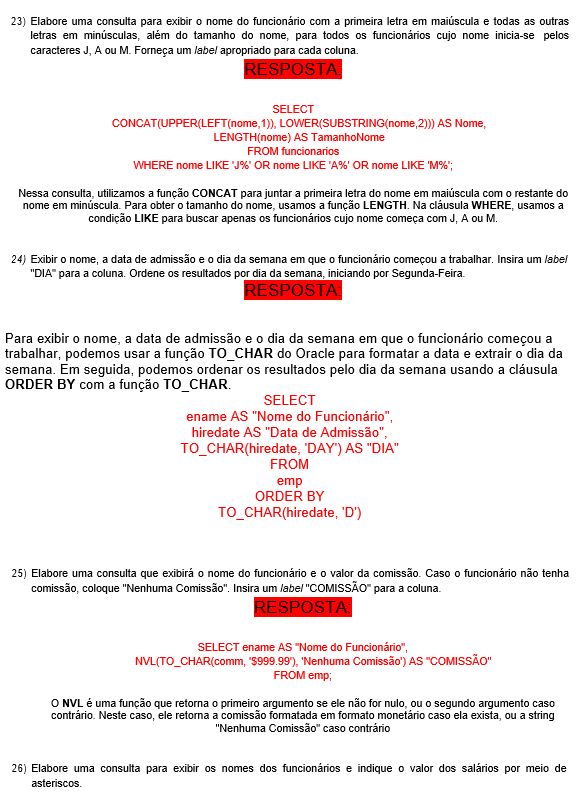 23) Elabore uma consulta para exibir o nome do funcionário com a primeira letra em maiúscula e todas as outras
letras em minúsculas, além do tamanho do nome, para todos os funcionários cujo nome inicia-se pelos
caracteres J, A ou M. Forneça um label apropriado para cada coluna.
RESPOSTA:
SELECT
CONCAT(UPPER(LEFT(nome,1)), LOWER(SUBSTRING(nome,2))) AS Nome,
LENGTH(nome) AS TamanhoNome
FROM funcionarios
WHERE nome LIKE 'J%' OR nome LIKE 'A%' OR nome LIKE 'M%';
Nessa consulta, utilizamos a função CONCAT para juntar a primeira letra do nome em maiúscula com o restante do
nome em minúscula. Para obter o tamanho do nome, usamos a função LENGTH. Na cláusula WHERE, usamos a
condição LIKE para buscar apenas os funcionários cujo nome começa com J, A ou M.
24) Exibir o nome, a data de admissão e o dia da semana em que o funcionário começou a trabalhar. Insira um label
"DIA" para a coluna. Ordene os resultados por dia da semana, iniciando por Segunda-Feira.
RESPOSTA:
Para exibir o nome, a data de admissão e o dia da semana em que o funcionário começou a
trabalhar, podemos usar a função TO_CHAR do Oracle para formatar a data e extrair o dia da
semana. Em seguida, podemos ordenar os resultados pelo dia da semana usando a cláusula
ORDER BY com a função TO_CHAR.
SELECT
ename AS "Nome do Funcionário",
hiredate AS "Data de Admissão",
TO_CHAR(hiredate, 'DAY') AS "DIA"
FROM
emp
ORDER BY
TO_CHAR(hiredate, 'D')
25) Elabore uma consulta que exibirá o nome do funcionário e o valor da comissão. Caso o funcionário não tenha
comissão, coloque "Nenhuma Comissão". Insira um label "COMISSÃO" para a coluna.
RESPOSTA:
SELECT ename AS "Nome do Funcionário",
NVL(TO_CHAR(comm, '$999.99'), 'Nenhuma Comissão') AS "COMISSÃO"
FROM emp;
O NVL é uma função que retorna o primeiro argumento se ele não for nulo, ou o segundo argumento caso
contrário. Neste caso, ele retorna a comissão formatada em formato monetário caso ela exista, ou a string
"Nenhuma Comissão" caso contrário
26) Elabore uma consulta para exibir os nomes dos funcionários e indique o valor dos salários por meio de
asteriscos.